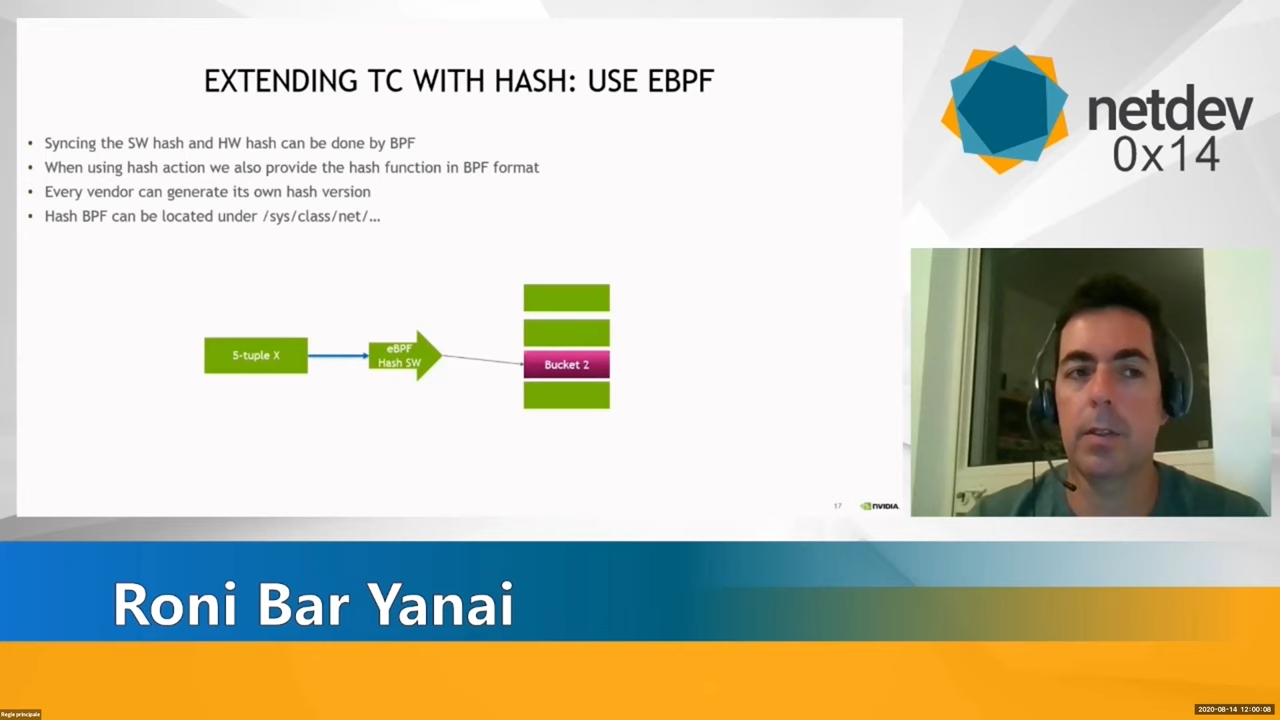 EXTENDING TC WITH HASH: USE EBPF
• Syncing the SW hash and HW hash can be done by BPF
• When using hash action we also provide the hash function in BPF format
• Every vendor can generate its own hash version
• Hash BPF can be located under /sys/class/net/...
5-tuple X
eBPF
Hash SW
Bucket 2
17
NVIDIA
netdev
0x14
Roni Bar Yanai
Regie principale
2020-08-14 12:00:08